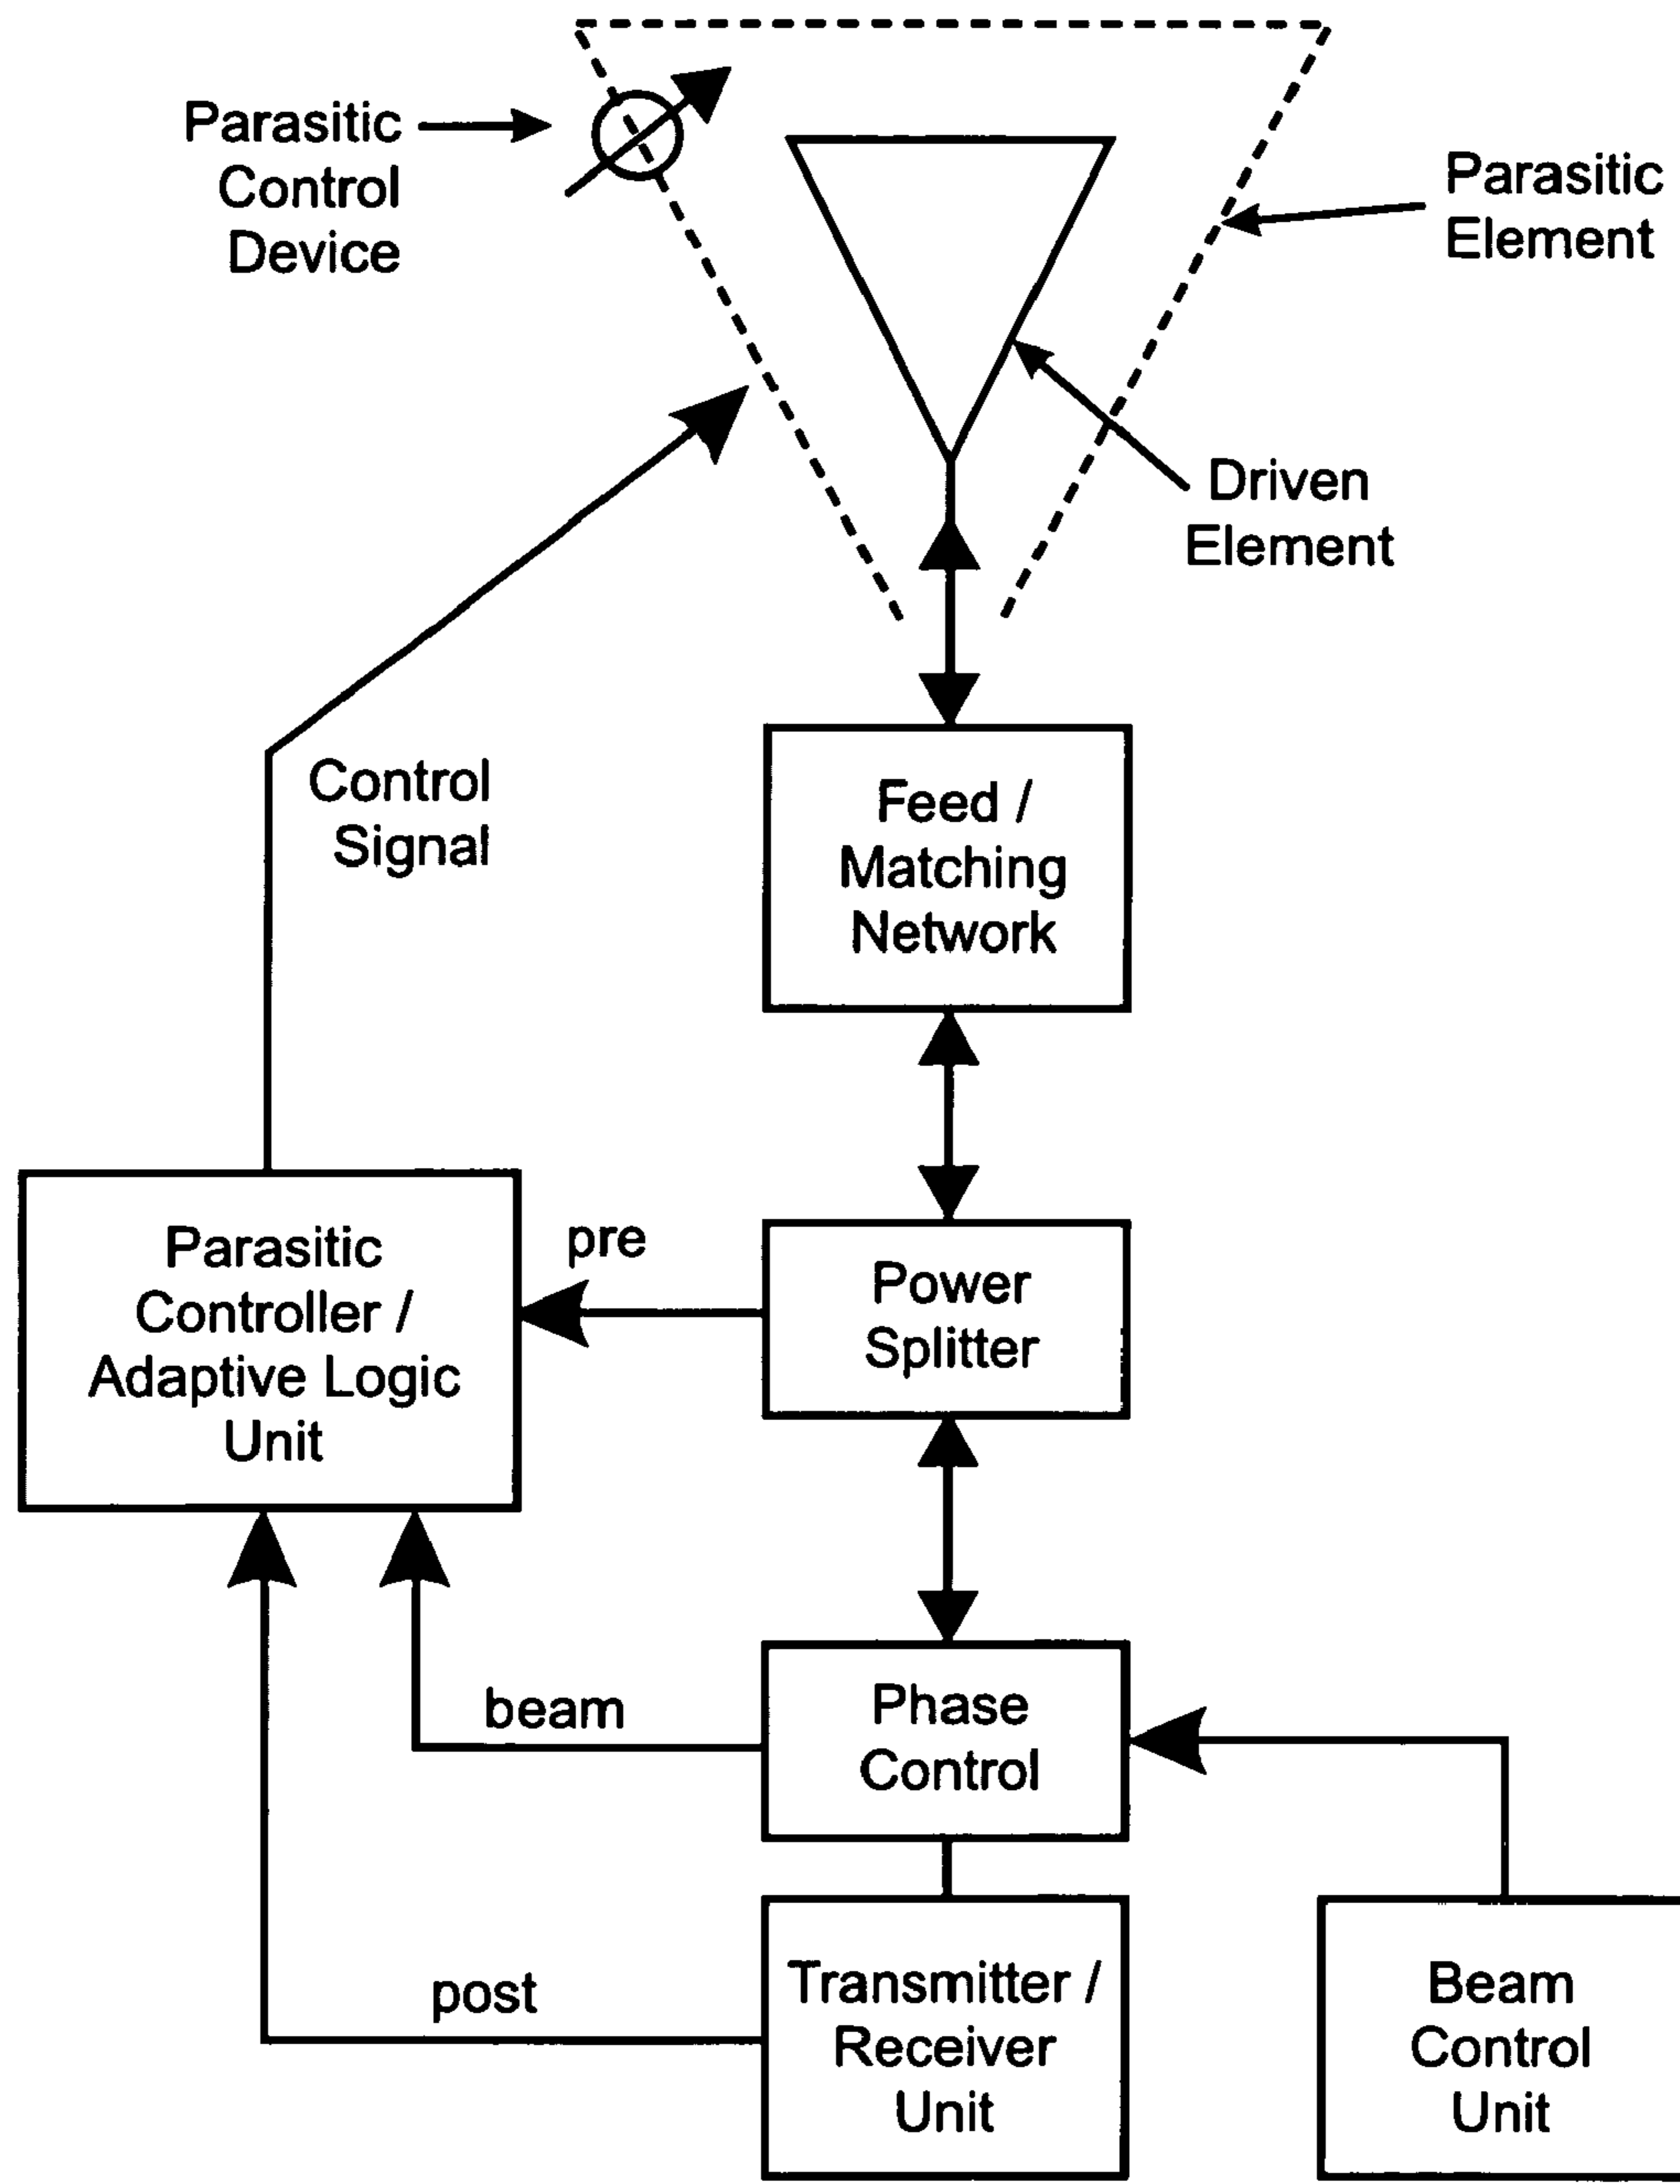 Parasitic
Control
Device
Parasitic
Element
Driven
Element
Control
Signal
Feed /
Matching
Network
Parasitic
Controller /
Adaptive Logic
Unit
pre
Power
Splitter
beam
Phase
Control
post
Transmitter /
Receiver
Unit
Beam
Control
Unit